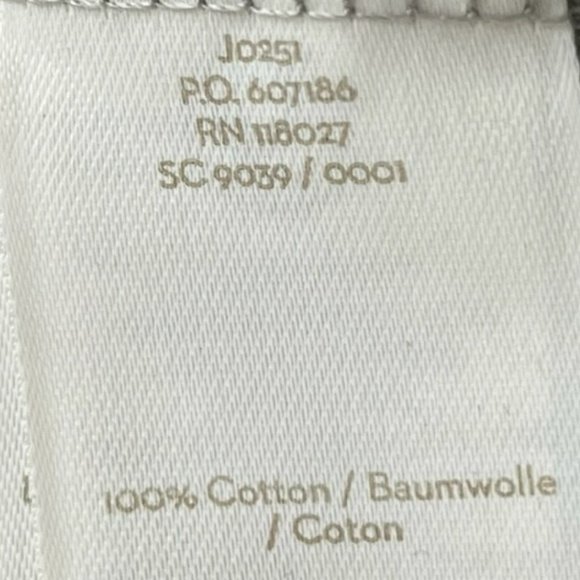 J0251
P.O. 607186
RN 118027
SC 9039 / 0001
100% Cotton / Baumwolle
/ Coton